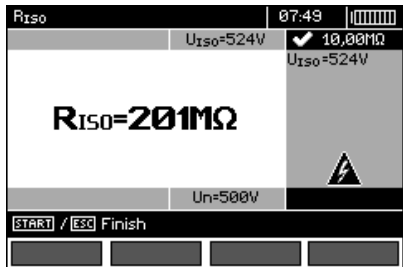 RISO 07:49
UISO=524V ✔ 10,00MΩ
UISO=524V
RISO=201MΩ
Un=500V
START / ESC Finish